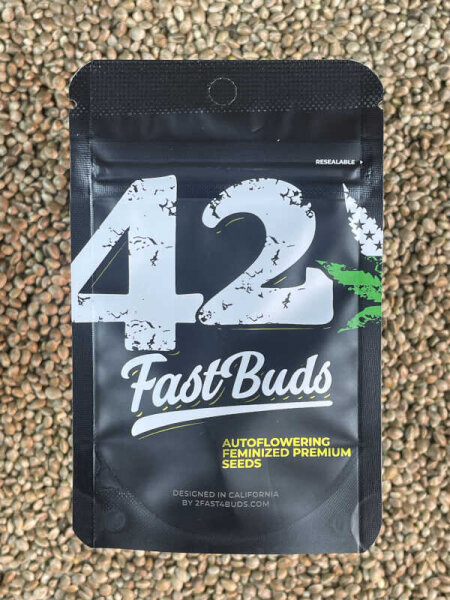 RESEALABLE
42
FastBuds
AUTOFLOWERING
FEMINIZED PREMIUM
SEEDS
DESIGNED IN CALIFORNIA
BY 2FAST4BUDS.COM